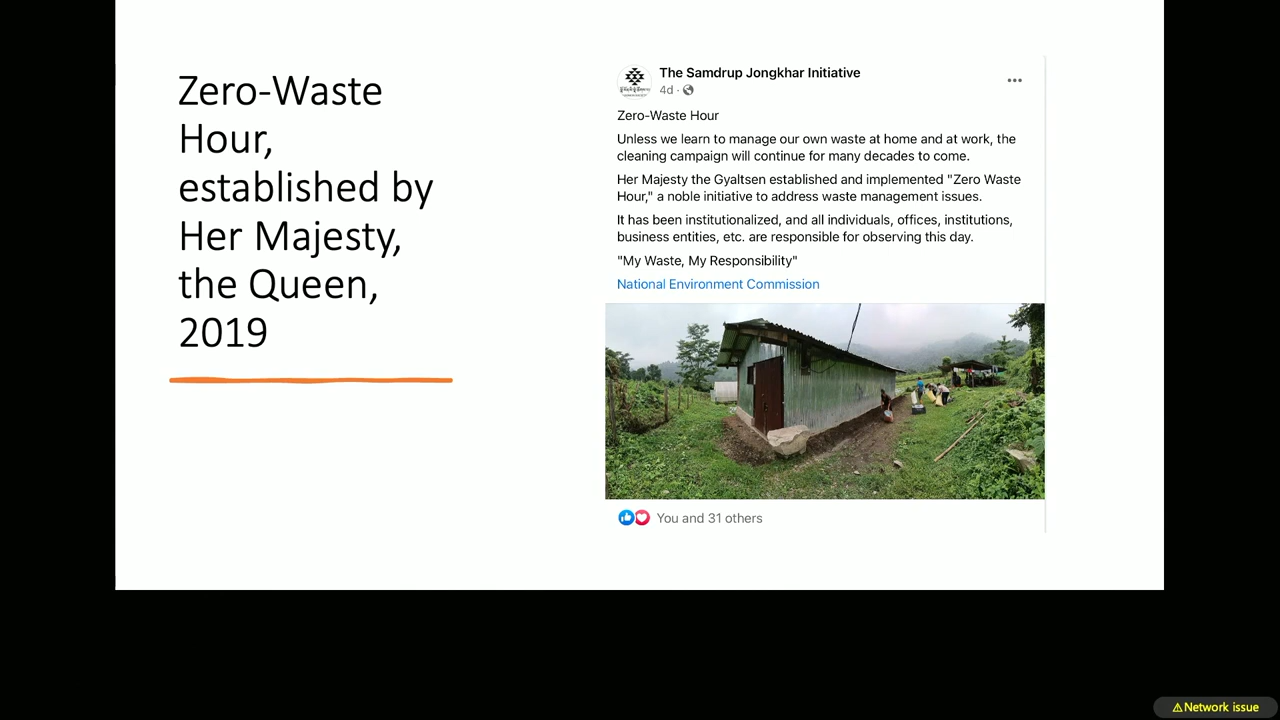 Zero-Waste
Hour,
established by
Her Majesty,
the Queen,
2019
The Samdrup Jongkhar Initiative
4d ·
Zero-Waste Hour
Unless we learn to manage our own waste at home and at work, the
cleaning campaign will continue for many decades to come.
Her Majesty the Gyaltsen established and implemented "Zero Waste
Hour," a noble initiative to address waste management issues.
It has been institutionalized, and all individuals, offices, institutions,
business entities, etc. are responsible for observing this day.
"My Waste, My Responsibility"
National Environment Commission
You and 31 others
⚠Network issue